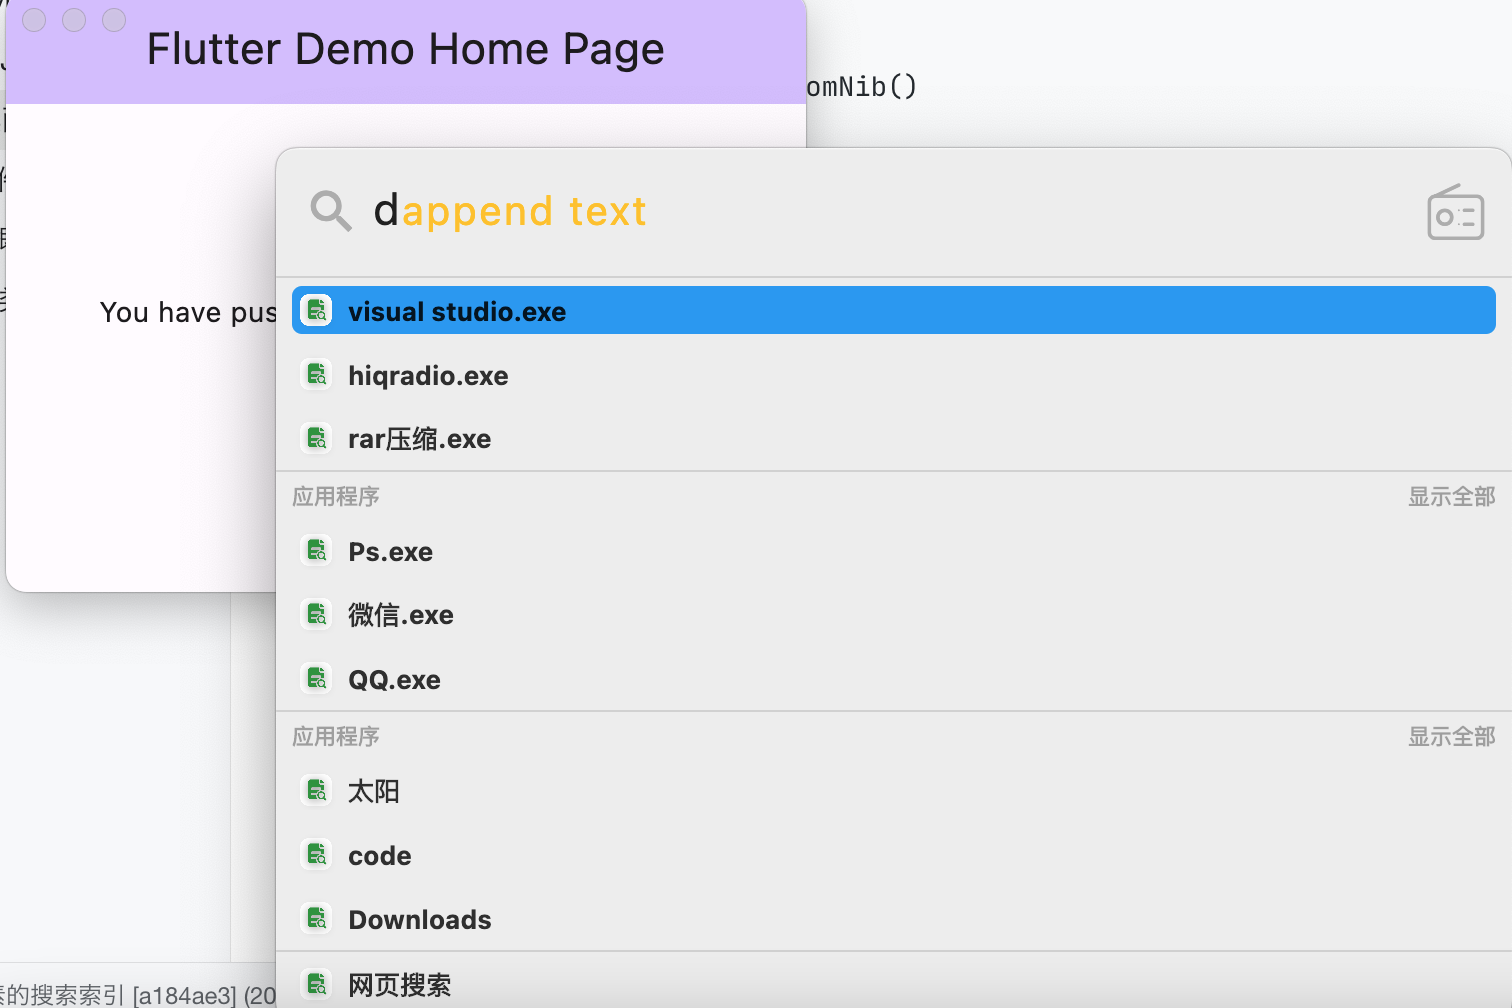 Flutter Demo Home Page
omNib()
dappend text
You have pus
visual studio.exe
hiqradio.exe
rar压缩.exe
应用程序 显示全部
Ps.exe
微信.exe
QQ.exe
应用程序 显示全部
太阳
code
Downloads
网页搜索
的搜索索引 [a184ae3] (20